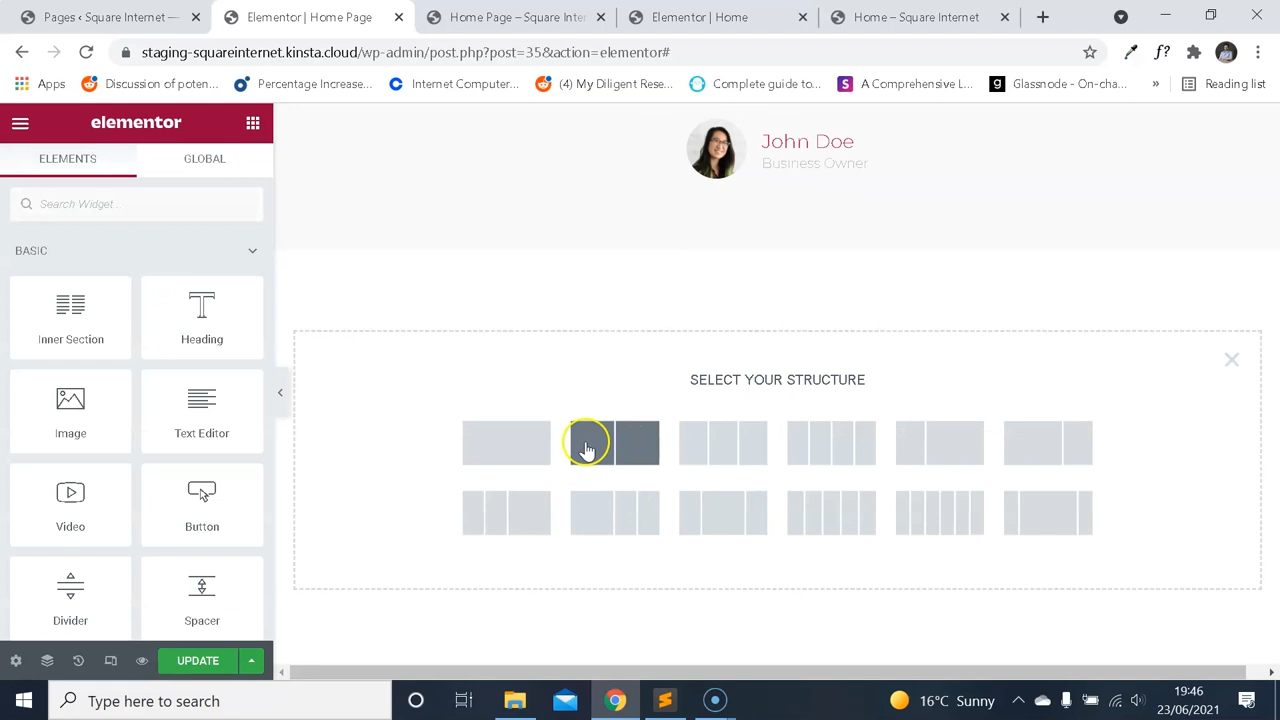 Pages ‹ Square Internet —
Elementor | Home Page
Home Page – Square Inter
Elementor | Home
Home – Square Internet
staging-squareinternet.kinsta.cloud/wp-admin/post.php?post=35&action=elementor#
f?
Apps
Discussion of poten...
Percentage Increase...
Internet Computer...
(4) My Diligent Rese...
Complete guide to...
S
A Comprehensive L...
g
Glassnode - On-cha...
»
Reading list
elementor
ELEMENTS
GLOBAL
Search Widget...
BASIC
Inner Section
Heading
Image
Text Editor
Video
Button
Divider
Spacer
UPDATE
John Doe
Business Owner
SELECT YOUR STRUCTURE
Type here to search
16°C Sunny
19:46
23/06/2021